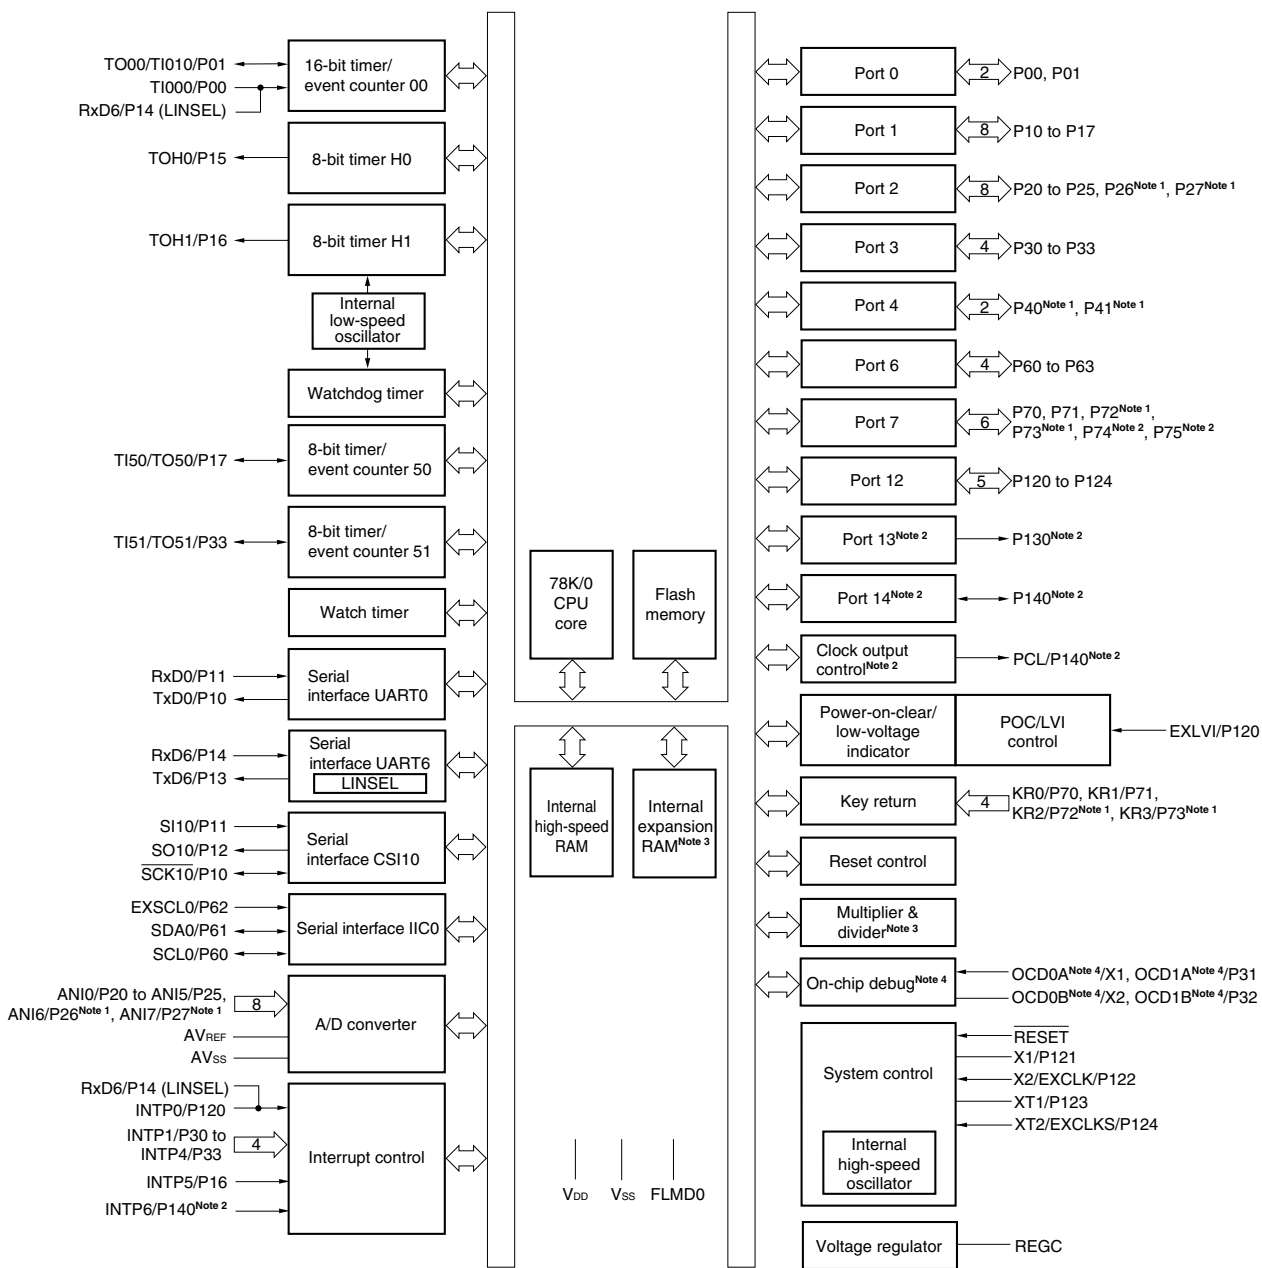 TO00/TI010/P01
TI000/P00
RxD6/P14 (LINSEL)
16-bit timer/
event counter 00
TOH0/P15
8-bit timer H0
TOH1/P16
8-bit timer H1
Internal
low-speed
oscillator
Watchdog timer
TI50/TO50/P17
8-bit timer/
event counter 50
TI51/TO51/P33
8-bit timer/
event counter 51
Watch timer
RxD0/P11
TxD0/P10
Serial
interface UART0
RxD6/P14
TxD6/P13
Serial
interface UART6
LINSEL
SI10/P11
SO10/P12
SCK10/P10
Serial
interface CSI10
EXSCL0/P62
SDA0/P61
SCL0/P60
Serial interface IIC0
ANI0/P20 to ANI5/P25,
ANI6/P26Note 1, ANI7/P27Note 1
8
AVREF
AVSS
A/D converter
RxD6/P14 (LINSEL)
INTP0/P120
INTP1/P30 to
INTP4/P33
4
INTP5/P16
INTP6/P140Note 2
Interrupt control
78K/0
CPU
core
Flash
memory
Internal
high-speed
RAM
Internal
expansion
RAMNote 3
VDD
VSS
FLMD0
Port 0
2
P00, P01
Port 1
8
P10 to P17
Port 2
8
P20 to P25, P26Note 1, P27Note 1
Port 3
4
P30 to P33
Port 4
2
P40Note 1, P41Note 1
Port 6
4
P60 to P63
Port 7
6
P70, P71, P72Note 1,
P73Note 1, P74Note 2, P75Note 2
Port 12
5
P120 to P124
Port 13Note 2
P130Note 2
Port 14Note 2
P140Note 2
Clock output
controlNote 2
PCL/P140Note 2
Power-on-clear/
low-voltage
indicator
POC/LVI
control
EXLVI/P120
Key return
4
KR0/P70, KR1/P71,
KR2/P72Note 1, KR3/P73Note 1
Reset control
Multiplier &
dividerNote 3
On-chip debugNote 4
OCD0ANote 4/X1, OCD1ANote 4/P31
OCD0BNote 4/X2, OCD1BNote 4/P32
System control
RESET
X1/P121
X2/EXCLK/P122
XT1/P123
XT2/EXCLKS/P124
Internal
high-speed
oscillator
Voltage regulator
REGC